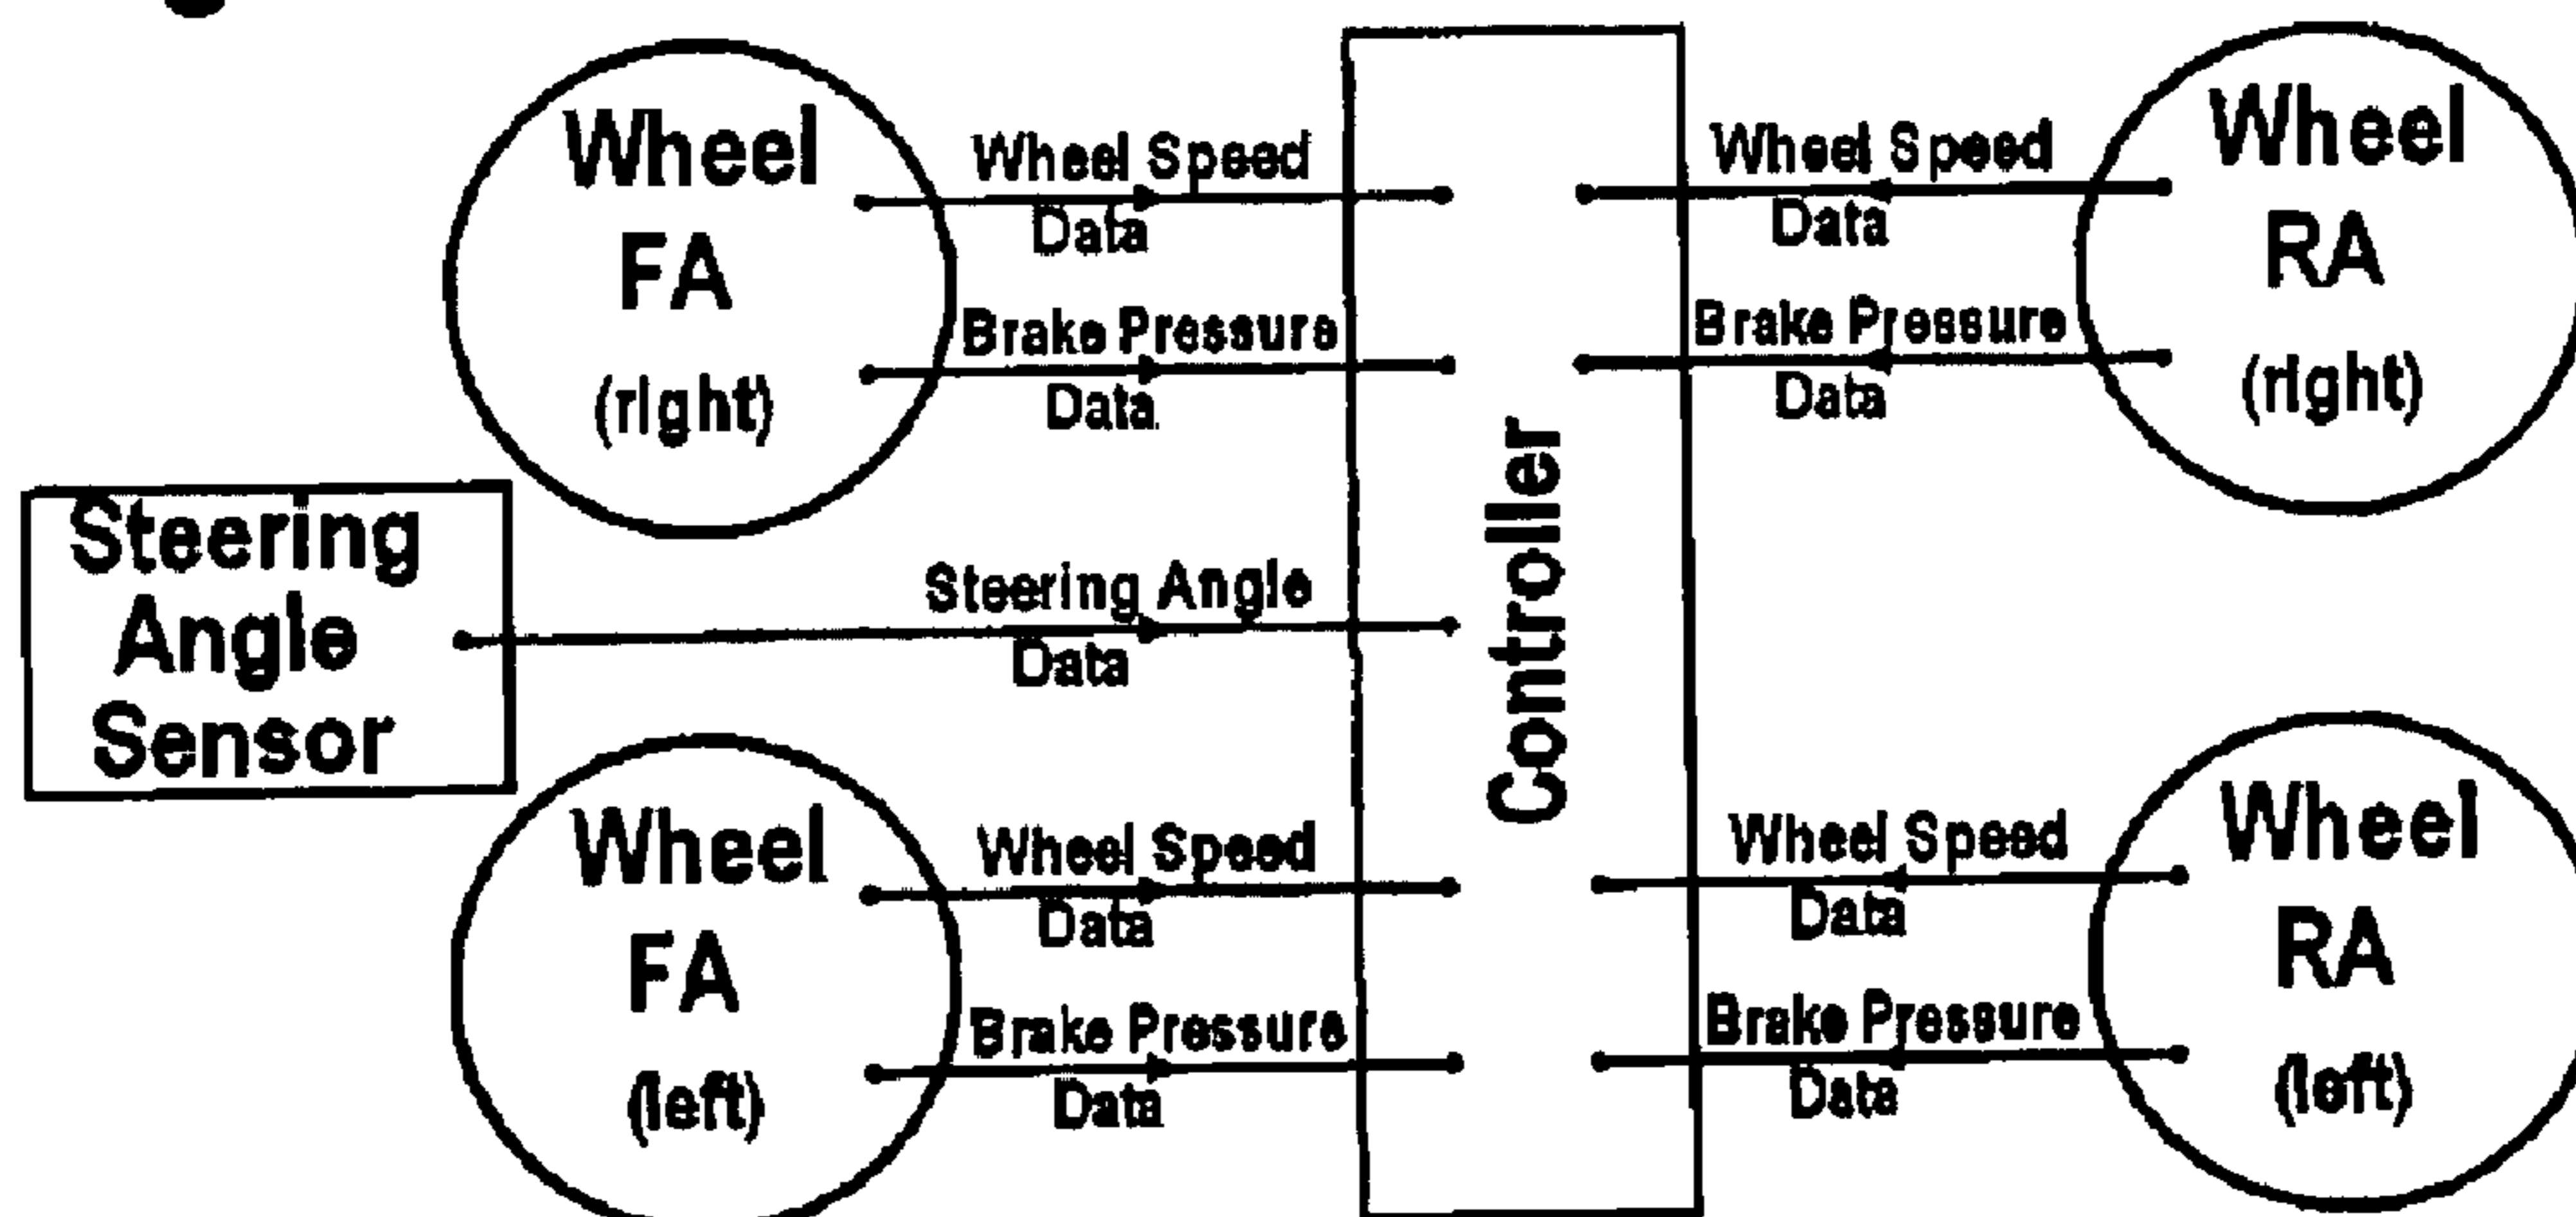 Wheel
FA
(right)
Wheel Speed
Data
Brake Pressure
Data
Steering
Angle
Sensor
Steering Angle
Data
Wheel
FA
(left)
Wheel Speed
Data
Brake Pressure
Data
Controller
Wheel Speed
Data
Brake Pressure
Data
Wheel
RA
(right)
Wheel Speed
Data
Brake Pressure
Data
Wheel
RA
(left)